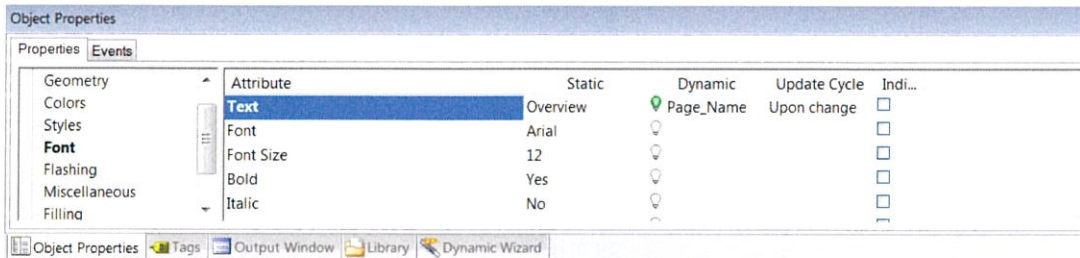 Object Properties
Properties Events
Geometry
Colors
Styles
Font
Flashing
Miscellaneous
Filling
Attribute Static Dynamic Update Cycle Indi...
Text Overview Page_Name Upon change
Font Arial
Font Size 12
Bold Yes
Italic No
Object Properties Tags Output Window Library Dynamic Wizard